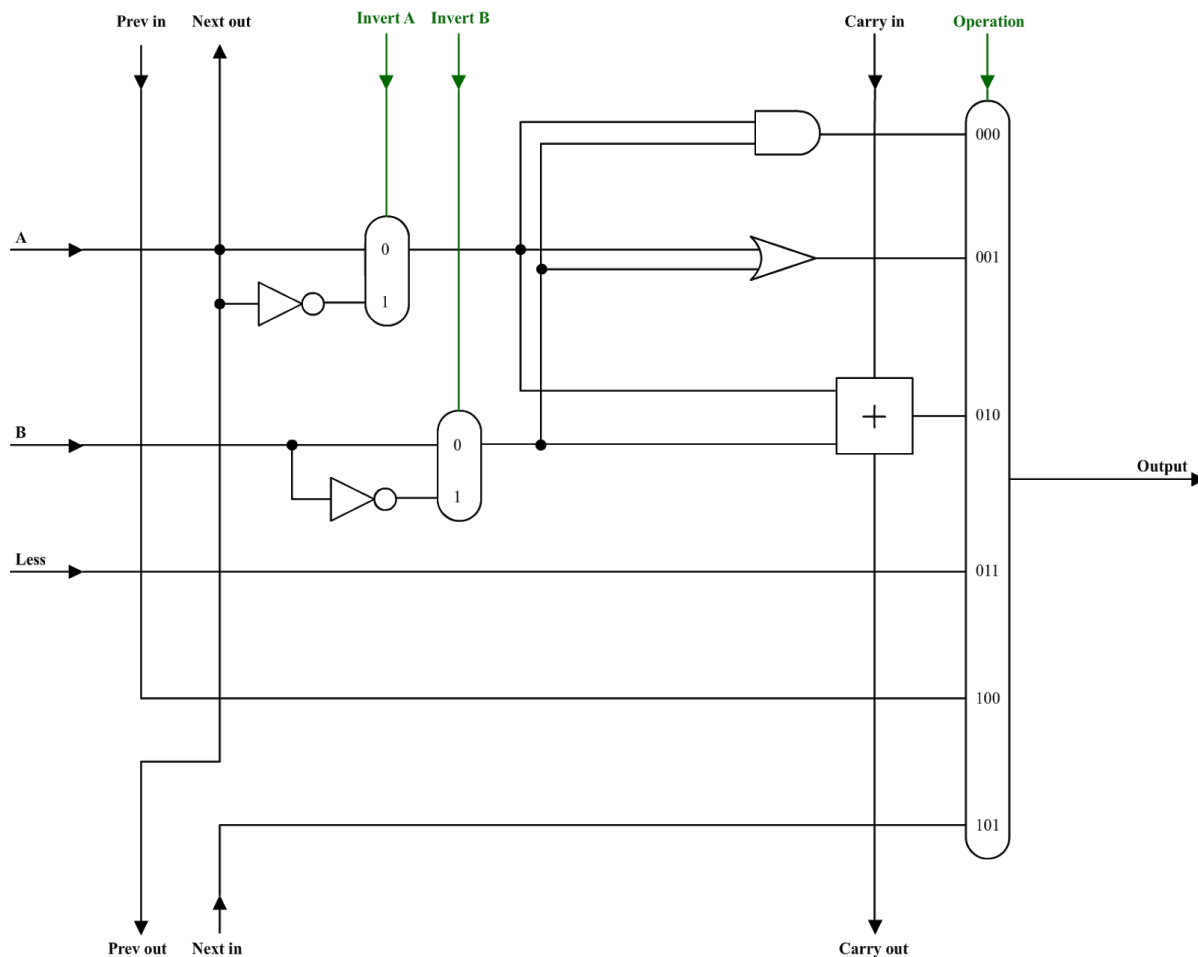 Prev in
Next out
Invert A
Invert B
Carry in
Operation
000
A
0
001
1
+
010
B
0
Output
1
Less
011
100
101
Prev out
Next in
Carry out